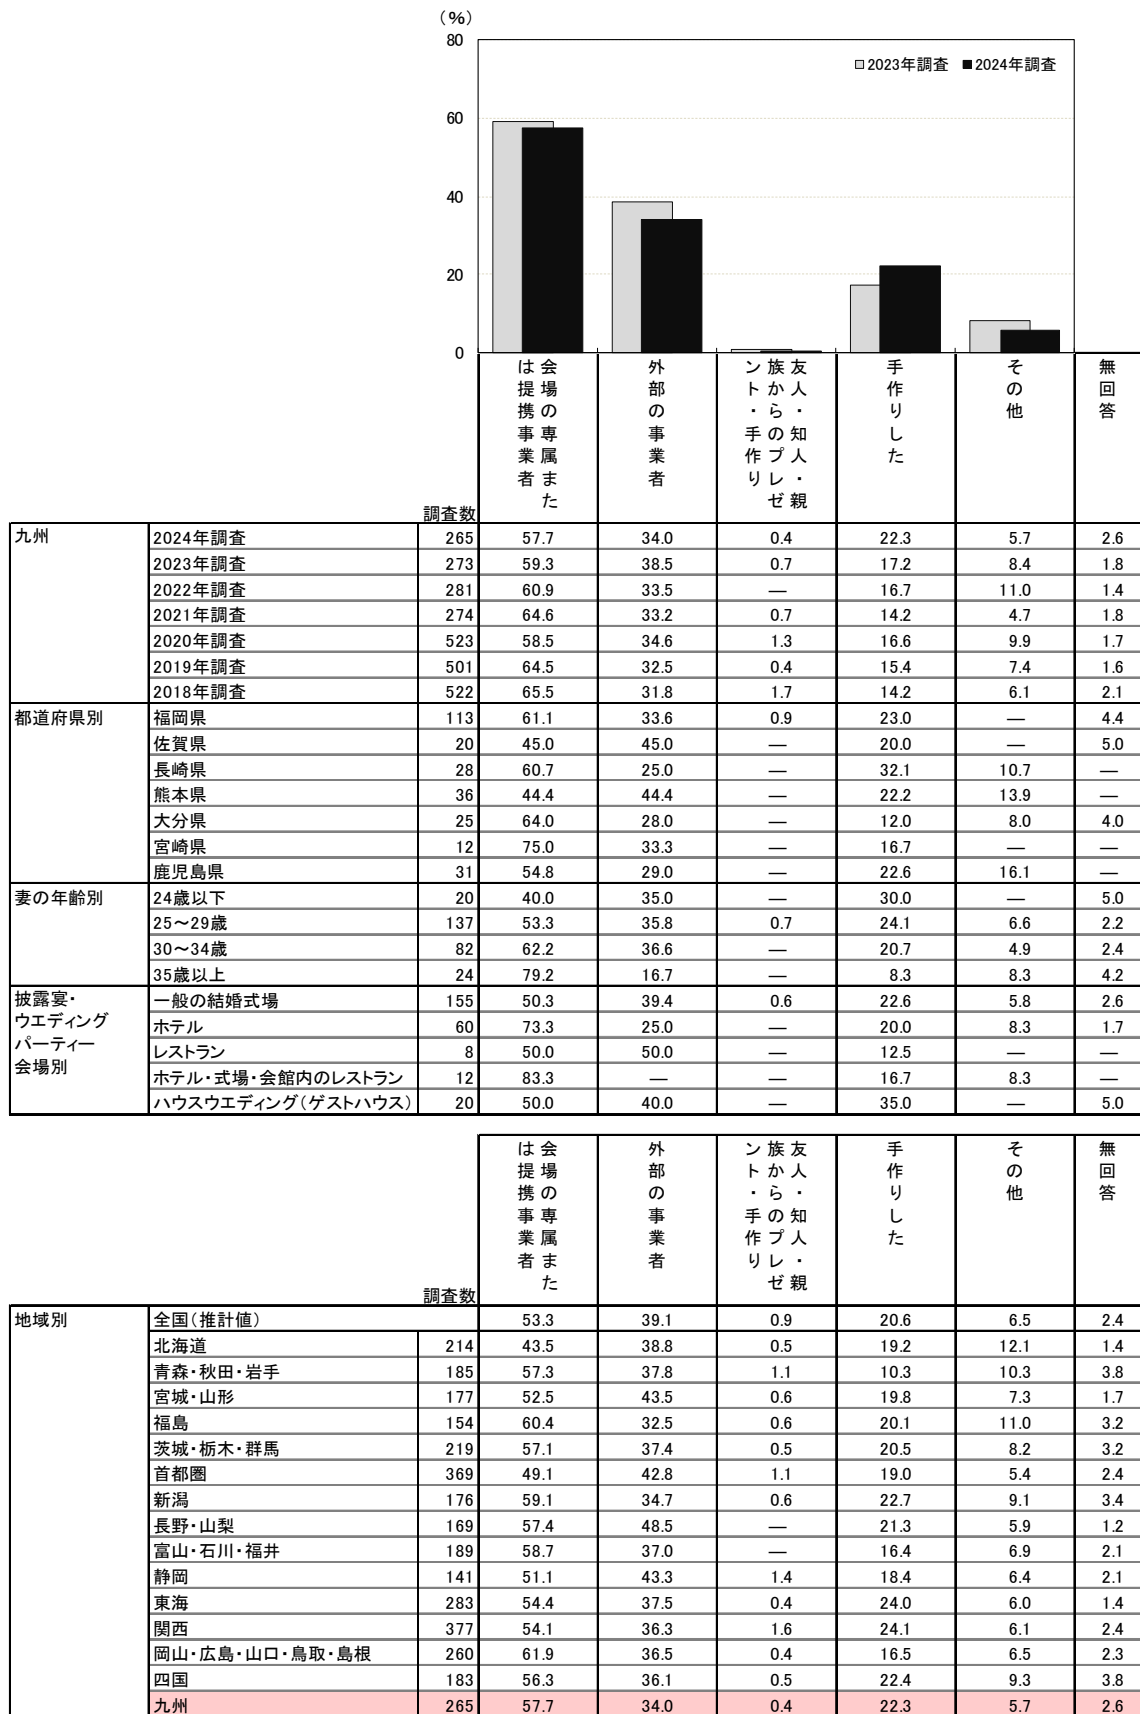 （%）
80
60
40
20
0
□2023年調査 ■2024年調査
会場の専属または提携事業者
外部の事業者
友人・知人・親族からのプレゼント・手作り
手作りした
その他
無回答
調査数
九州 2024年調査 265 57.7 34.0 0.4 22.3 5.7 2.6
2023年調査 273 59.3 38.5 0.7 17.2 8.4 1.8
2022年調査 281 60.9 33.5 — 16.7 11.0 1.4
2021年調査 274 64.6 33.2 0.7 14.2 4.7 1.8
2020年調査 523 58.5 34.6 1.3 16.6 9.9 1.7
2019年調査 501 64.5 32.5 0.4 15.4 7.4 1.6
2018年調査 522 65.5 31.8 1.7 14.2 6.1 2.1
都道府県別 福岡県 113 61.1 33.6 0.9 23.0 — 4.4
佐賀県 20 45.0 45.0 — 20.0 — 5.0
長崎県 28 60.7 25.0 — 32.1 10.7 —
熊本県 36 44.4 44.4 — 22.2 13.9 —
大分県 25 64.0 28.0 — 12.0 8.0 4.0
宮崎県 12 75.0 33.3 — 16.7 — —
鹿児島県 31 54.8 29.0 — 22.6 16.1 —
妻の年齢別 24歳以下 20 40.0 35.0 — 30.0 — 5.0
25～29歳 137 53.3 35.8 0.7 24.1 6.6 2.2
30～34歳 82 62.2 36.6 — 20.7 4.9 2.4
35歳以上 24 79.2 16.7 — 8.3 8.3 4.2
披露宴・ウエディングパーティー会場別 一般の結婚式場 155 50.3 39.4 0.6 22.6 5.8 2.6
ホテル 60 73.3 25.0 — 20.0 8.3 1.7
レストラン 8 50.0 50.0 — 12.5 — —
ホテル・式場・会館内のレストラン 12 83.3 — — 16.7 8.3 —
ハウスウエディング（ゲストハウス） 20 50.0 40.0 — 35.0 — 5.0
会場の専属または提携事業者
外部の事業者
友人・知人・親族からのプレゼント・手作り
手作りした
その他
無回答
調査数
地域別 全国（推計値） 53.3 39.1 0.9 20.6 6.5 2.4
北海道 214 43.5 38.8 0.5 19.2 12.1 1.4
青森・秋田・岩手 185 57.3 37.8 1.1 10.3 10.3 3.8
宮城・山形 177 52.5 43.5 0.6 19.8 7.3 1.7
福島 154 60.4 32.5 0.6 20.1 11.0 3.2
茨城・栃木・群馬 219 57.1 37.4 0.5 20.5 8.2 3.2
首都圏 369 49.1 42.8 1.1 19.0 5.4 2.4
新潟 176 59.1 34.7 0.6 22.7 9.1 3.4
長野・山梨 169 57.4 48.5 — 21.3 5.9 1.2
富山・石川・福井 189 58.7 37.0 — 16.4 6.9 2.1
静岡 141 51.1 43.3 1.4 18.4 6.4 2.1
東海 283 54.4 37.5 0.4 24.0 6.0 1.4
関西 377 54.1 36.3 1.6 24.1 6.1 2.4
岡山・広島・山口・鳥取・島根 260 61.9 36.5 0.4 16.5 6.5 2.3
四国 183 56.3 36.1 0.5 22.4 9.3 3.8
九州 265 57.7 34.0 0.4 22.3 5.7 2.6